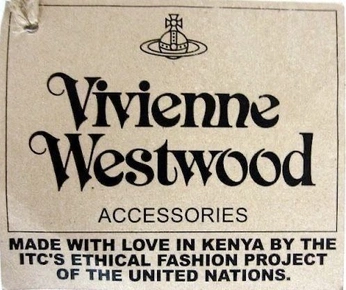 Vivienne
Westwood
ACCESSORIES
MADE WITH LOVE IN KENYA BY THE
ITC'S ETHICAL FASHION PROJECT
OF THE UNITED NATIONS.